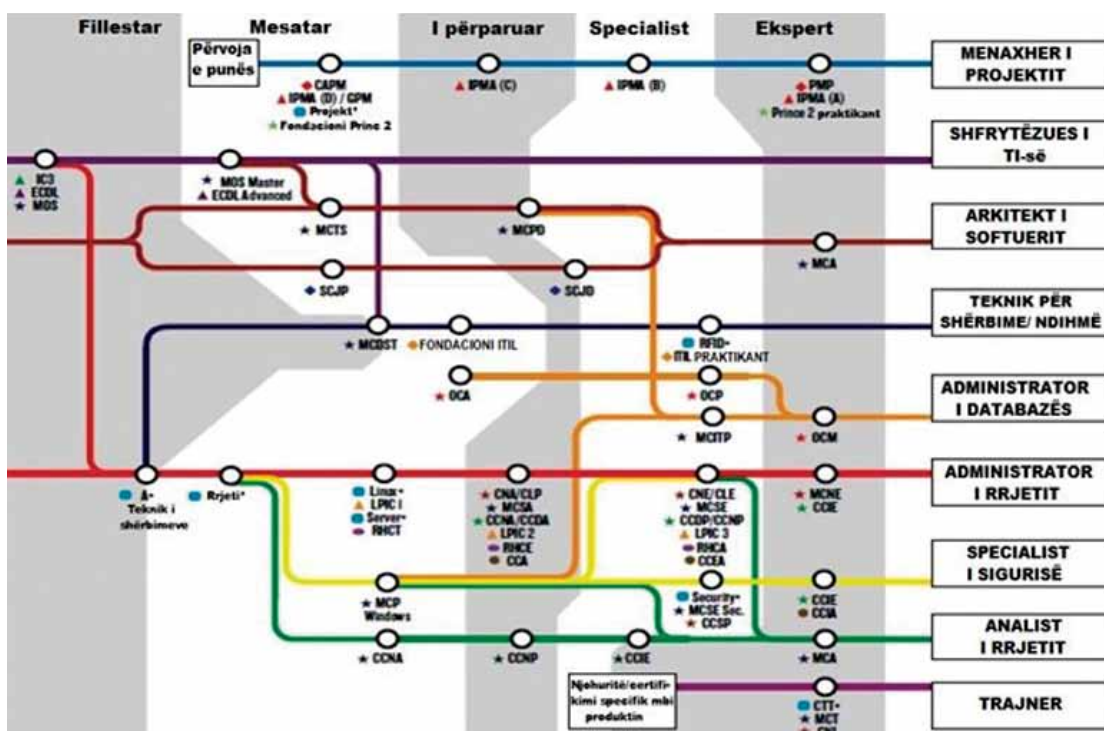 Fillestar
Mesatar
I përparuar
Specialist
Ekspert
Përvoja
e punës
CAPM
IPMA (D) / GPM
Projekt+
Fondacioni Princ 2
IPMA (C)
IPMA (B)
PMP
IPMA (A)
Prince 2 praktikant
MENAXHER I
PROJEKTIT
IC3
ECDL
MOS
MOS Master
ECDL Advanced
SHFRYTËZUES I
TI-së
MCTS
MCPD
SCJP
SCJD
MCA
ARKITEKT I
SOFTUERIT
MCDST
FONDACIONI ITIL
RFID+
ITIL PRAKTIKANT
TEKNIK PËR
SHËRBIME/ NDIHMË
OCA
OCP
MCITP
OCM
ADMINISTRATOR
I DATABAZËS
A+
Teknik i
shërbimeve
Rrjeti+
Linux+
LPIC I
Server+
RHCT
CNA/CLP
MCSA
CCNA/CCDA
LPIC 2
RHCE
CCA
CNE/CLE
MCSE
CCDP/CCNP
LPIC 3
RHCA
CCEA
MCNE
CCIE
ADMINISTRATOR
I RRJETIT
MCP
Windows
Security+
MCSE Sec.
CCSP
CCIE
CCIA
SPECIALIST
I SIGURISË
CCNA
CCNP
CCIE
MCA
ANALIST
I RRJETIT
Njohuritë/certifi-
kimi specifik mbi
produktin
CTT+
MCT
TRAJNER